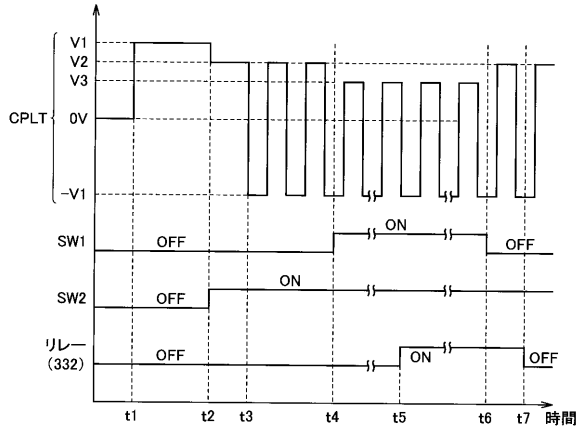 V1
V2
V3
CPLT
0V
-V1
SW1
OFF
ON
OFF
SW2
OFF
ON
リレー
(332)
OFF
ON
OFF
t1 t2 t3 t4 t5 t6 t7 時間